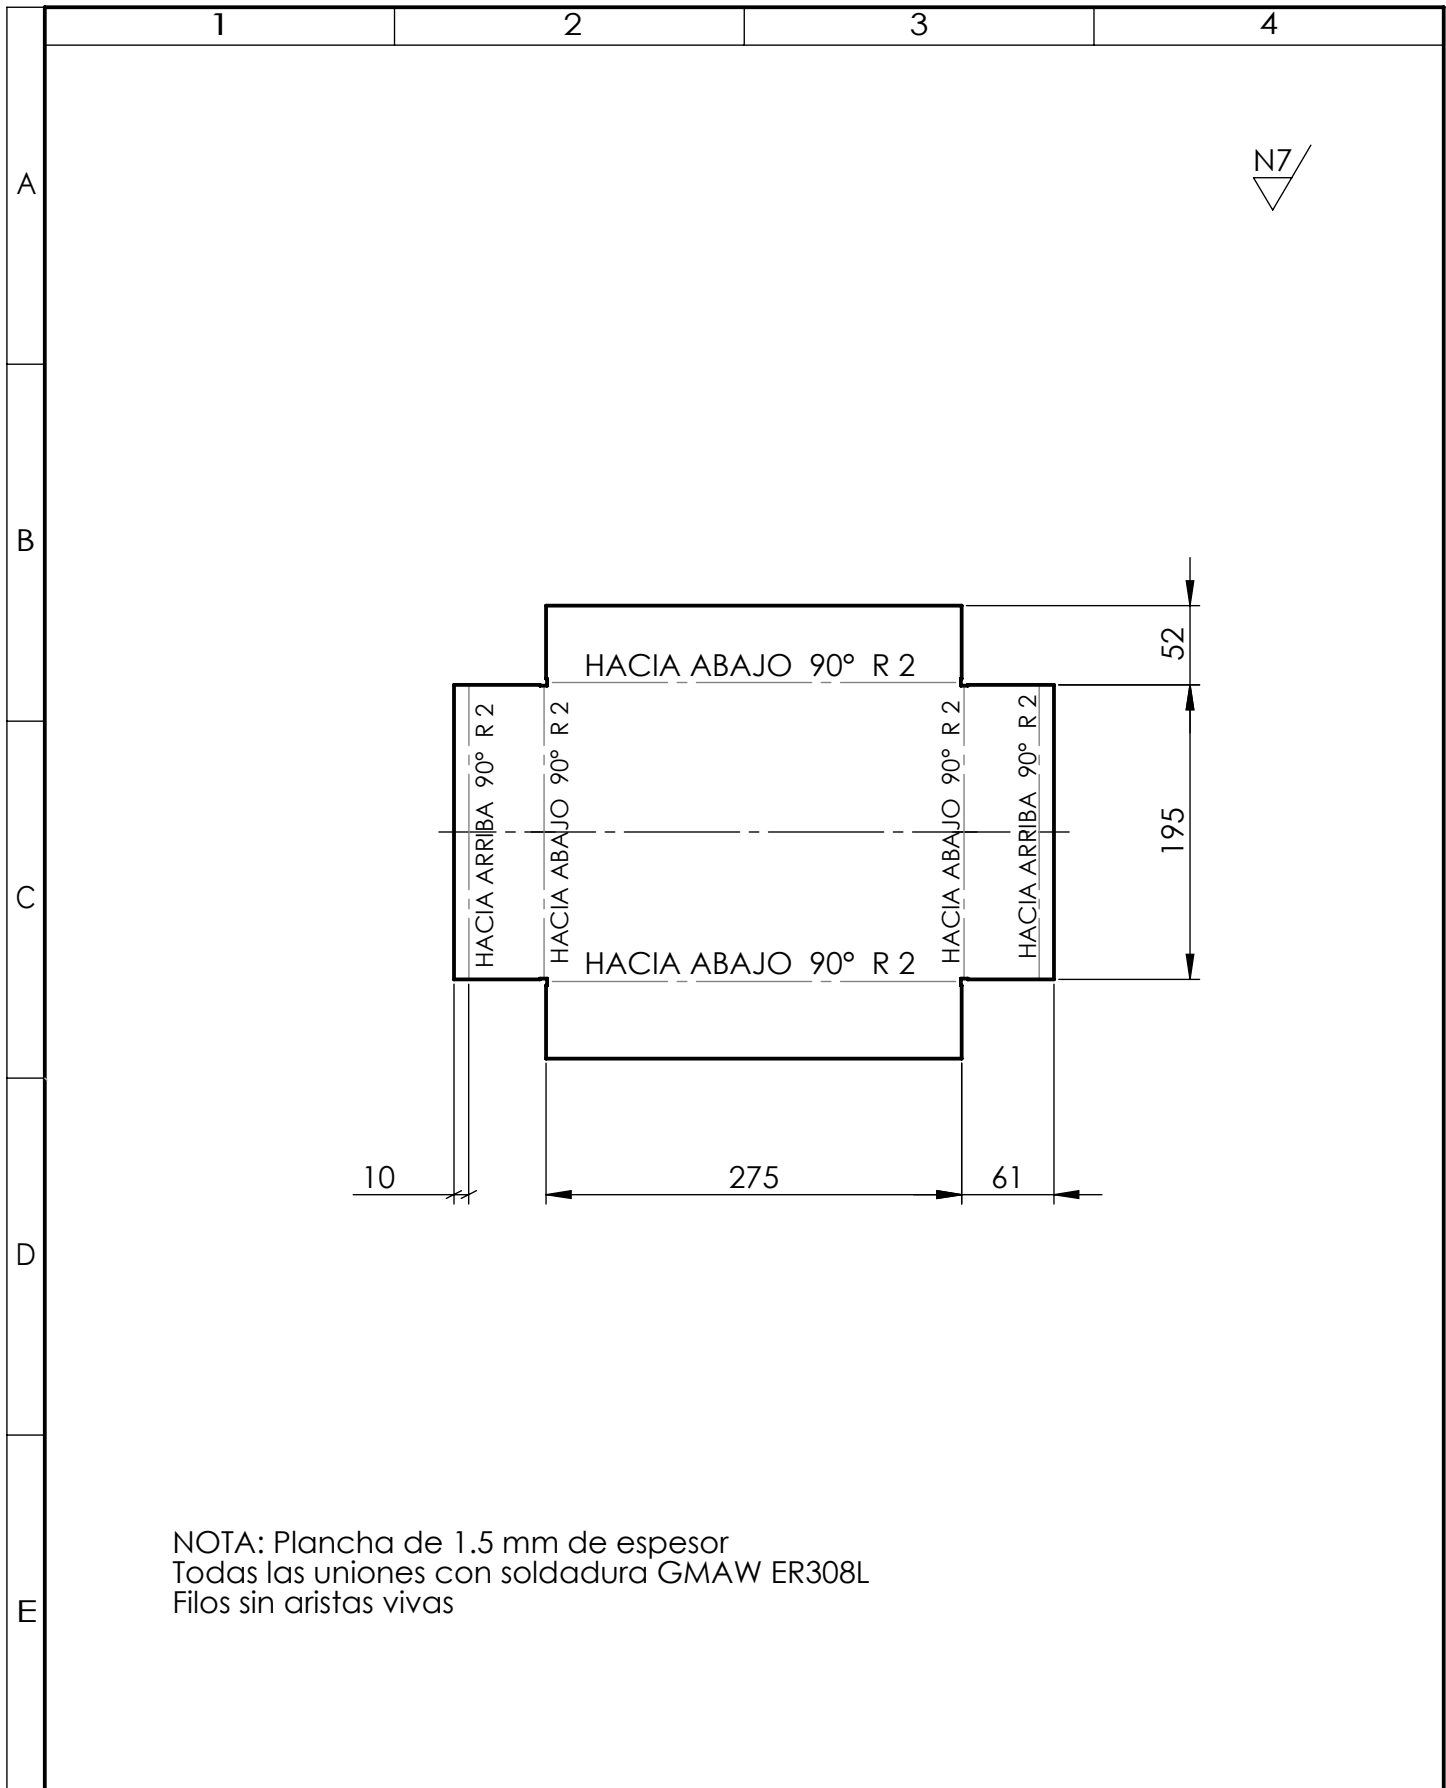 1
2
3
4
A
N7
B
HACIA ABAJO  90°  R 2
52
HACIA ARRIBA  90°  R 2
HACIA ABAJO  90°  R 2
HACIA ABAJO  90°  R 2
HACIA ARRIBA  90°  R 2
195
C
HACIA ABAJO  90°  R 2
10
275
61
D
NOTA: Plancha de 1.5 mm de espesor
Todas las uniones con soldadura GMAW ER308L
Filos sin aristas vivas
E